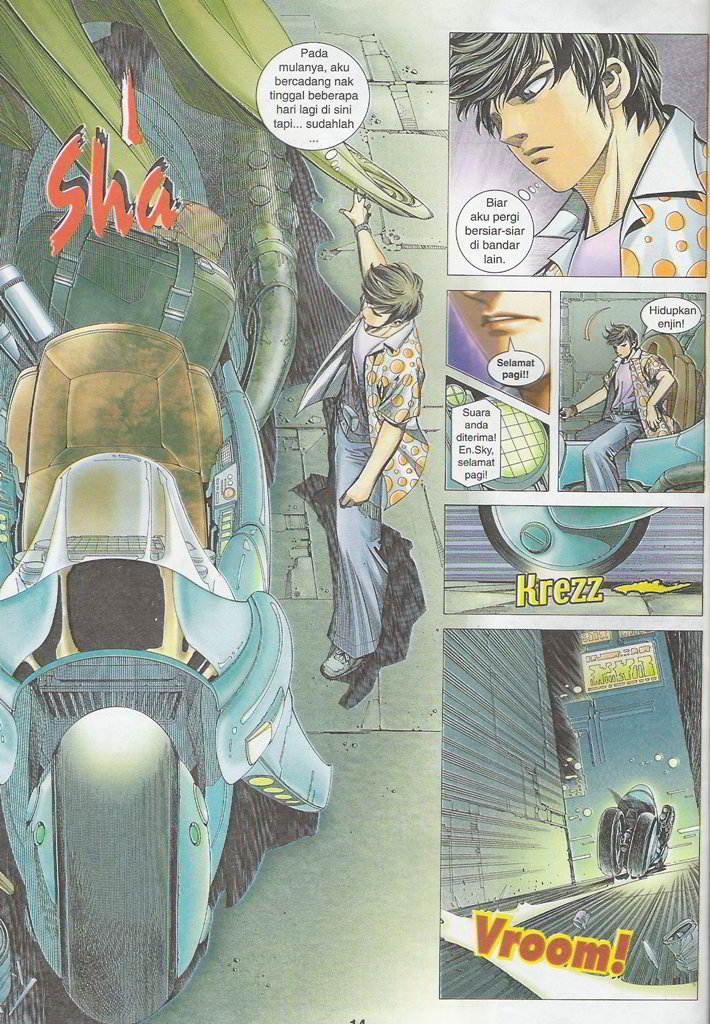 Pada
mulanya, aku
bercadang nak
tinggal beberapa
hari lagi di sini
tapi... sudahlah
...
I
Sha
Biar
aku pergi
bersiar-siar
di bandar
lain.
Selamat
pagi!!
Suara
anda
diterima!
En.Sky,
selamat
pagi!
Hidupkan
enjin!
Krezz
Vroom!
14